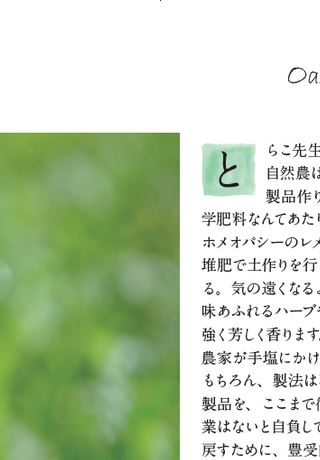 Oa
と
らこ先生
自然農は
製品作り
学肥料なんてあたり
ホメオパシーのレメ
堆肥で土作りを行
る。気の遠くなる
味あふれるハーブや
強く芳しく香ります
農家が手塩にかけ
もちろん、製法は
製品を、ここまで
業はないと自負して
戻すために、豊受